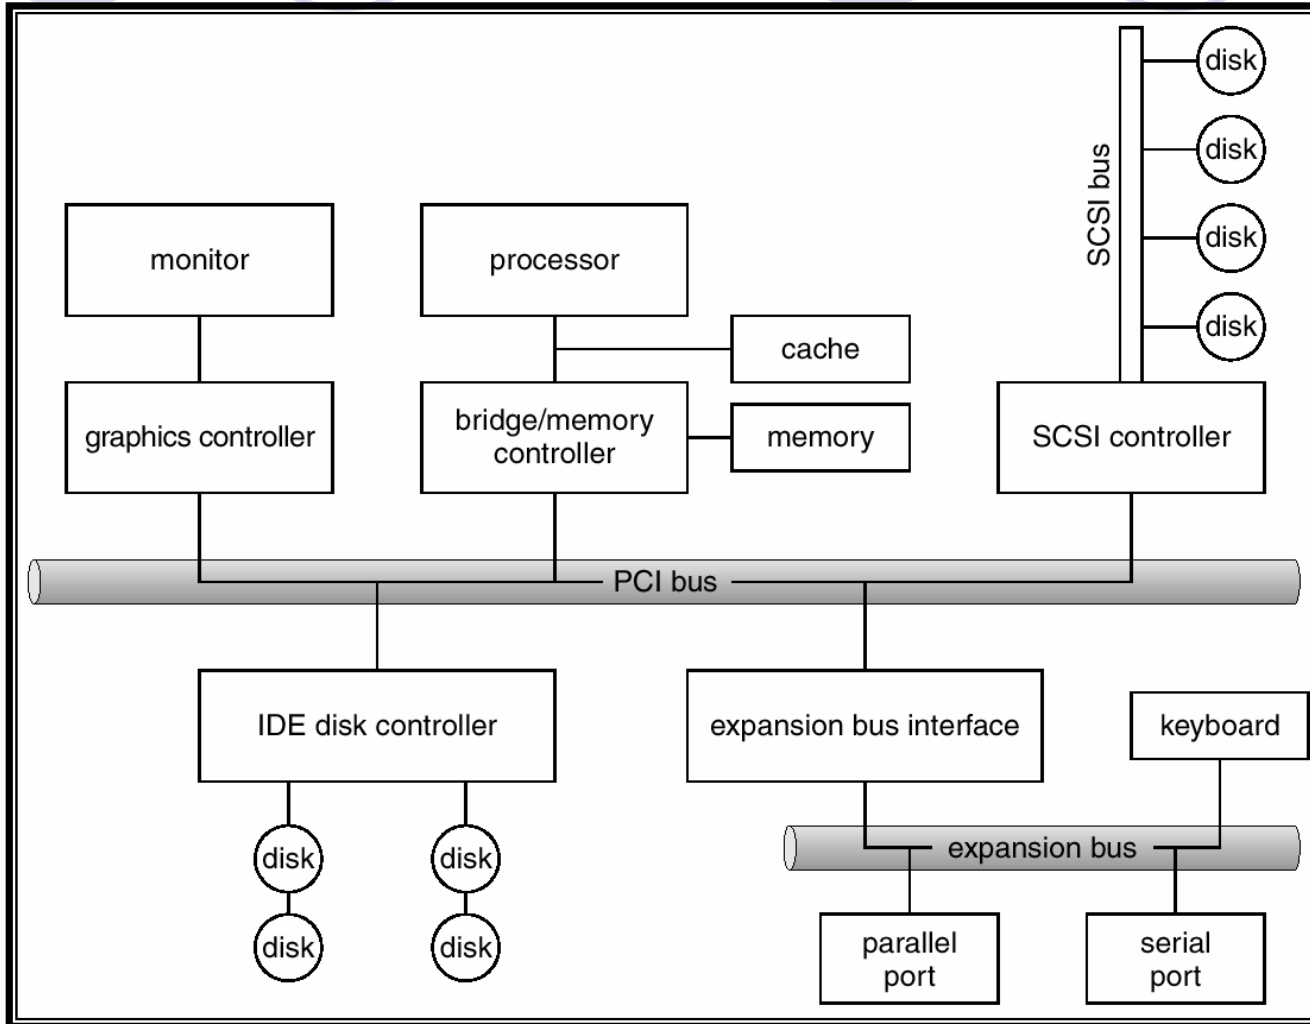 disk
disk
SCSI bus
disk
disk
monitor
processor
cache
graphics controller
bridge/memory
controller
memory
SCSI controller
PCI bus
IDE disk controller
expansion bus interface
keyboard
disk
disk
expansion bus
disk
disk
parallel
port
serial
port